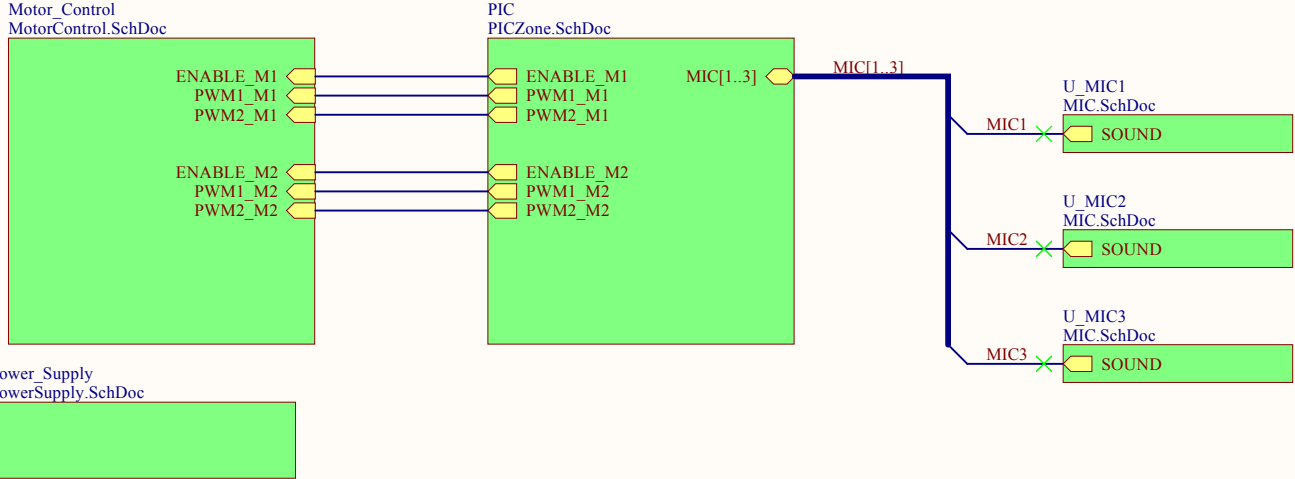 Motor_Control
MotorControl.SchDoc
ENABLE_M1
PWM1_M1
PWM2_M1
ENABLE_M2
PWM1_M2
PWM2_M2
PIC
PICZone.SchDoc
ENABLE_M1
PWM1_M1
PWM2_M1
ENABLE_M2
PWM1_M2
PWM2_M2
MIC[1..3]
MIC[1..3]
U_MIC1
MIC.SchDoc
MIC1
SOUND
U_MIC2
MIC.SchDoc
MIC2
SOUND
U_MIC3
MIC.SchDoc
MIC3
SOUND
ower_Supply
owerSupply.SchDoc